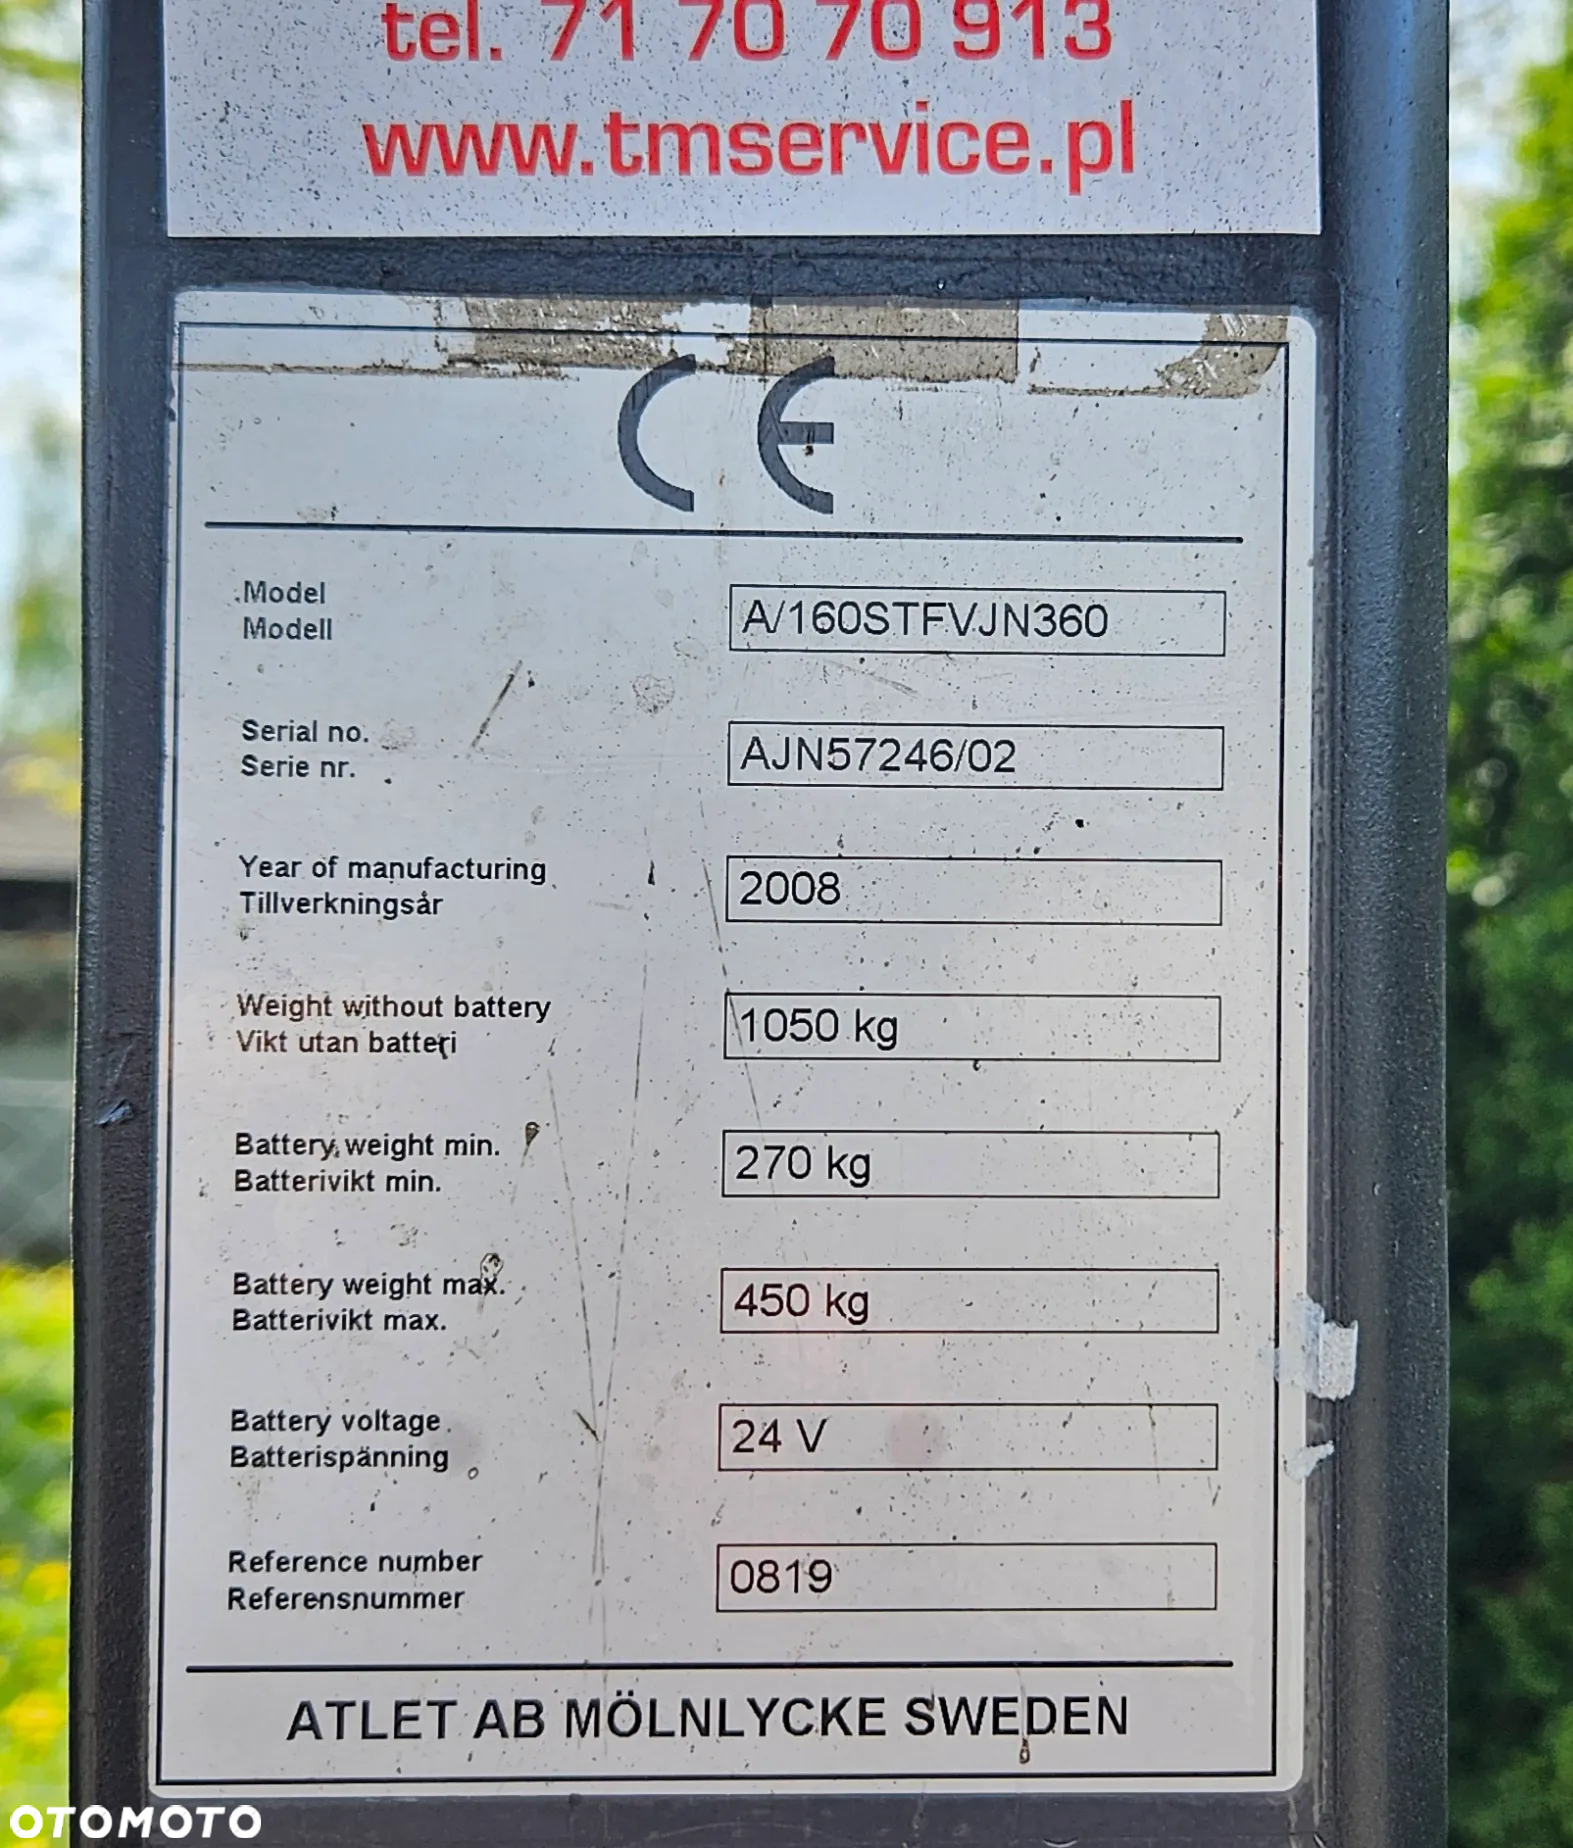 tel. 71 70 70 913
www.tmservice.pl
CE
Model
Modell
A/160STFVJN360
Serial no.
Serie nr.
AJN57246/02
Year of manufacturing
Tillverkningsår
2008
Weight without battery
Vikt utan batteri
1050 kg
Battery weight min.
Batterivikt min.
270 kg
Battery weight max.
Batterivikt max.
450 kg
Battery voltage
Batterispänning
24 V
Reference number
Referensnummer
0819
ATLET AB MÖLNLYCKE SWEDEN
OTOMOTO